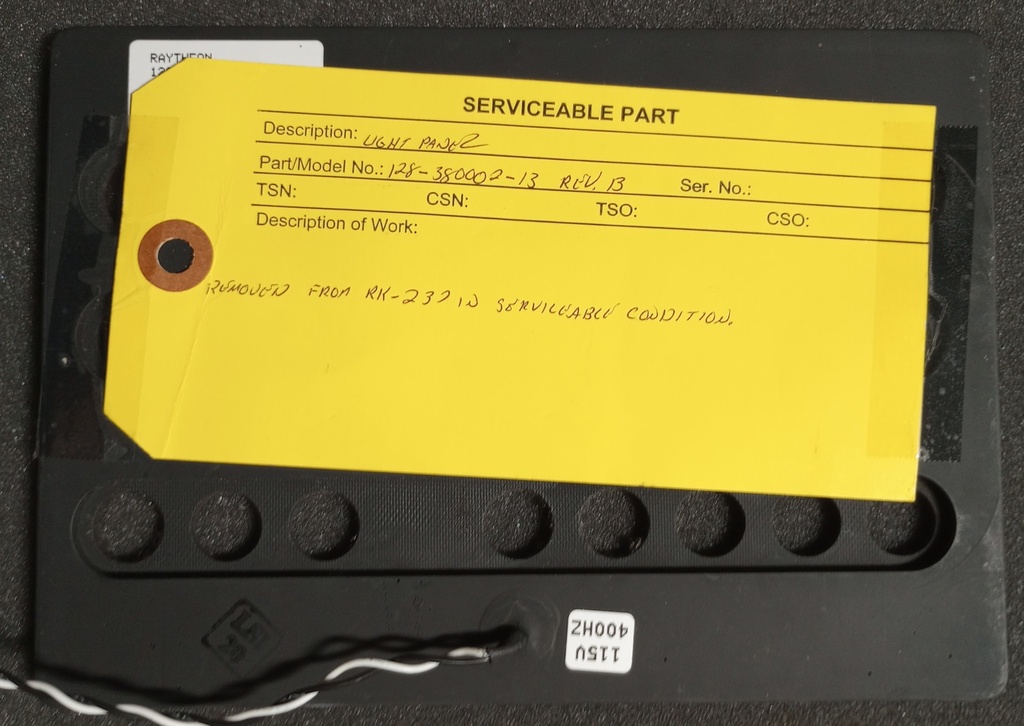 RAYTHEON
SERVICEABLE PART
Description: LIGHT PANEL
Part/Model No.: 128-380002-13 REV. B Ser. No.:
TSN: CSN: TSO: CSO:
Description of Work:
REMOVED FROM RK-237 IN SERVICEABLE CONDITION.
115V
400HZ